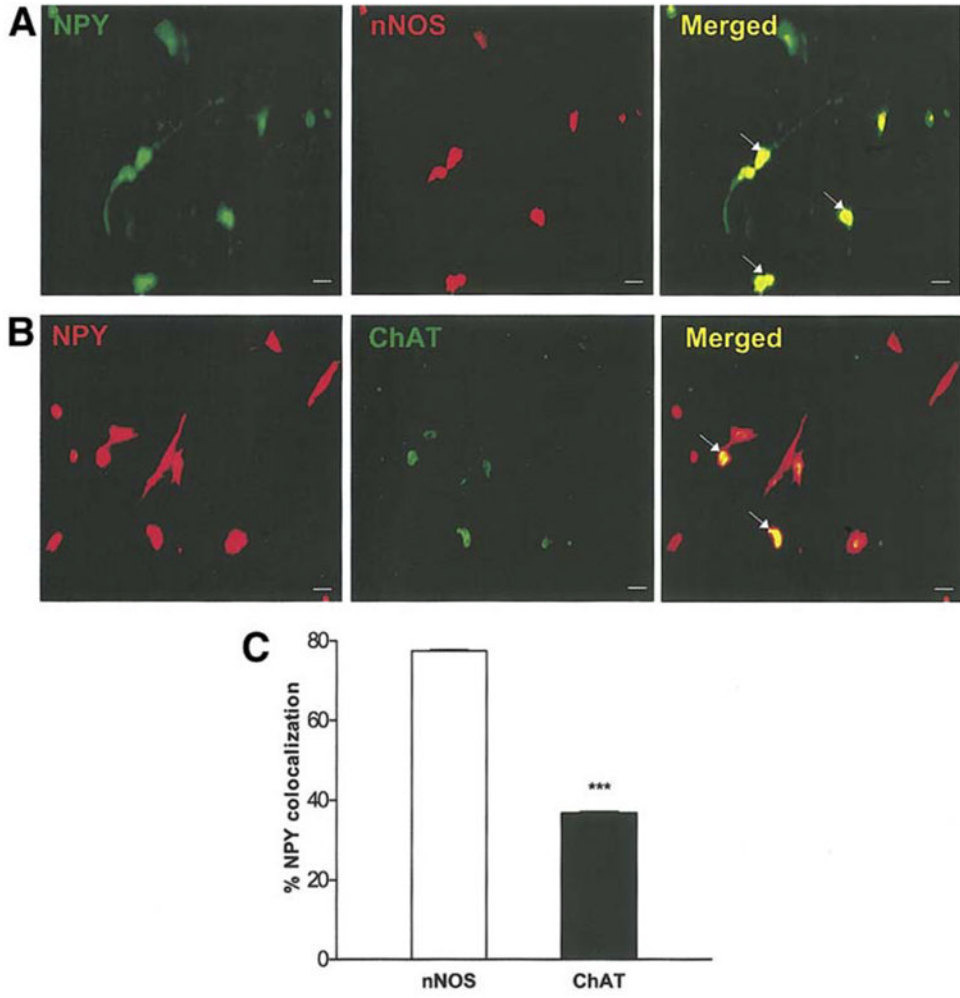 A
NPY
nNOS
Merged
B
NPY
ChAT
Merged
C
% NPY colocalization
80
60
40
20
0
***
nNOS
ChAT